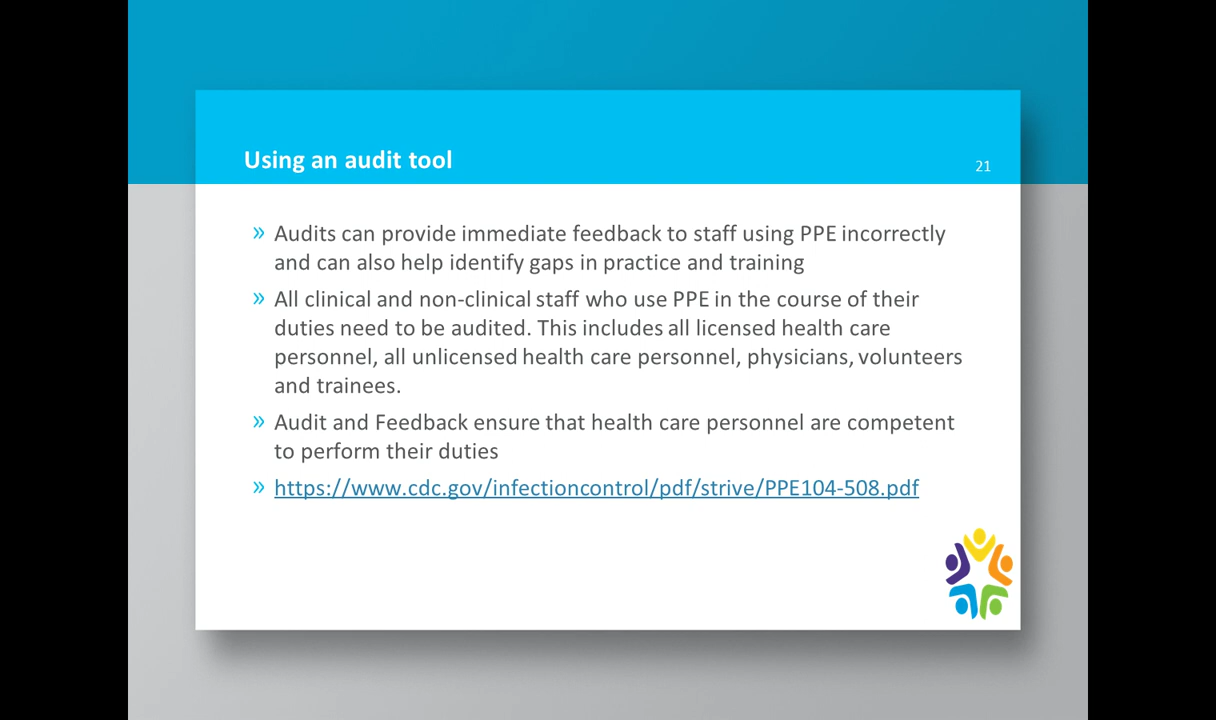 Using an audit tool
21
» Audits can provide immediate feedback to staff using PPE incorrectly
and can also help identify gaps in practice and training
» All clinical and non-clinical staff who use PPE in the course of their
duties need to be audited. This includes all licensed health care
personnel, all unlicensed health care personnel, physicians, volunteers
and trainees.
» Audit and Feedback ensure that health care personnel are competent
to perform their duties
» https://www.cdc.gov/infectioncontrol/pdf/strive/PPE104-508.pdf